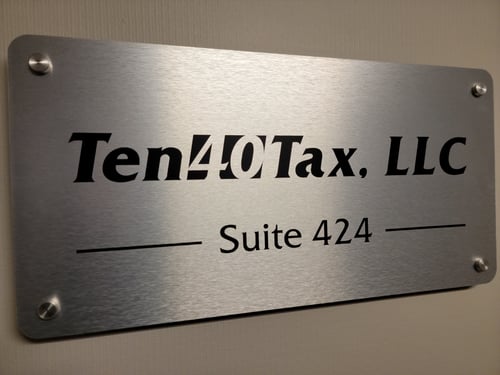 Ten40Tax, LLC
Suite 424